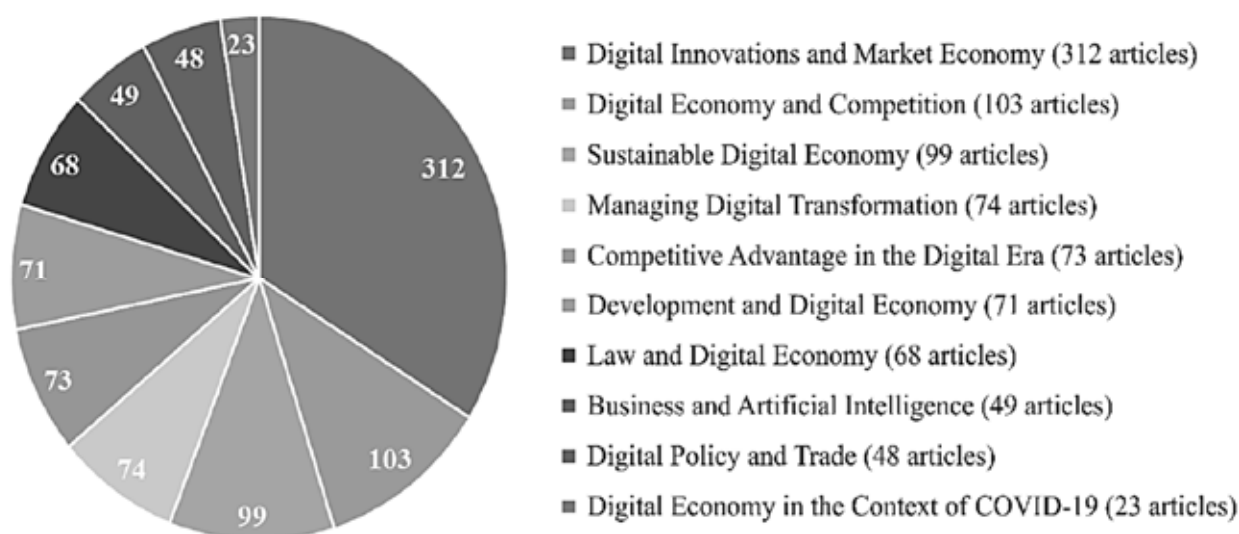 23
48
49
68
312
71
73
74
99
103
Digital Innovations and Market Economy (312 articles)
Digital Economy and Competition (103 articles)
Sustainable Digital Economy (99 articles)
Managing Digital Transformation (74 articles)
Competitive Advantage in the Digital Era (73 articles)
Development and Digital Economy (71 articles)
Law and Digital Economy (68 articles)
Business and Artificial Intelligence (49 articles)
Digital Policy and Trade (48 articles)
Digital Economy in the Context of COVID-19 (23 articles)